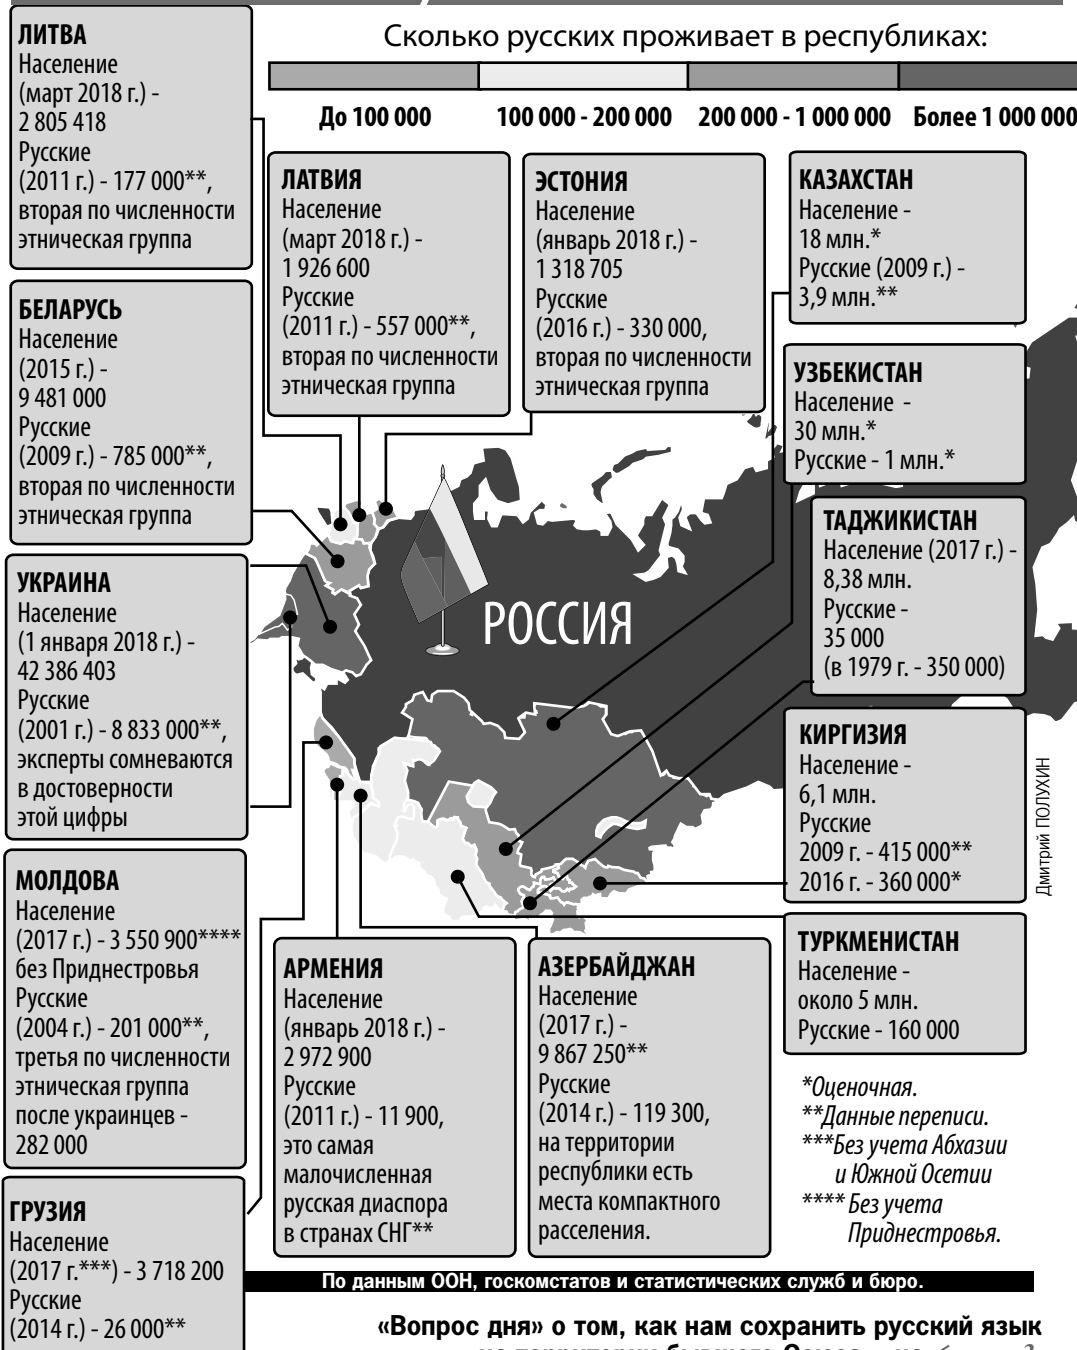 Сколько русских проживает в республиках:
До 100 000
100 000 - 200 000
200 000 - 1 000 000
Более 1 000 000
ЛИТВА
Население
(март 2018 г.) -
2 805 418
Русские
(2011 г.) - 177 000**,
вторая по численности
этническая группа
ЛАТВИЯ
Население
(март 2018 г.) -
1 926 600
Русские
(2011 г.) - 557 000**,
вторая по численности
этническая группа
ЭСТОНИЯ
Население
(январь 2018 г.) -
1 318 705
Русские
(2016 г.) - 330 000,
вторая по численности
этническая группа
КАЗАХСТАН
Население -
18 млн.*
Русские (2009 г.) -
3,9 млн.**
БЕЛАРУСЬ
Население
(2015 г.) -
9 481 000
Русские
(2009 г.) - 785 000**,
вторая по численности
этническая группа
УЗБЕКИСТАН
Население -
30 млн.*
Русские - 1 млн.*
ТАДЖИКИСТАН
Население (2017 г.) -
8,38 млн.
Русские -
35 000
(в 1979 г. - 350 000)
РОССИЯ
УКРАИНА
Население
(1 января 2018 г.) -
42 386 403
Русские
(2001 г.) - 8 833 000**,
эксперты сомневаются
в достоверности
этой цифры
КИРГИЗИЯ
Население -
6,1 млн.
Русские
2009 г. - 415 000**
2016 г. - 360 000*
Дмитрий ПОЛУХИН
МОЛДОВА
Население
(2017 г.) - 3 550 900****
без Приднестровья
Русские
(2004 г.) - 201 000**,
третья по численности
этническая группа
после украинцев -
282 000
АРМЕНИЯ
Население
(январь 2018 г.) -
2 972 900
Русские
(2011 г.) - 11 900,
это самая
малочисленная
русская диаспора
в странах СНГ**
АЗЕРБАЙДЖАН
Население
(2017 г.) -
9 867 250**
Русские
(2014 г.) - 119 300,
на территории
республики есть
места компактного
расселения.
ТУРКМЕНИСТАН
Население -
около 5 млн.
Русские - 160 000
*Оценочная.
**Данные переписи.
***Без учета Абхазии
и Южной Осетии
**** Без учета
Приднестровья.
ГРУЗИЯ
Население
(2017 г.***) - 3 718 200
Русские
(2014 г.) - 26 000**
По данным ООН, госкомстатов и статистических служб и бюро.
«Вопрос дня» о том, как нам сохранить русский язык
на территории бывшего Союза